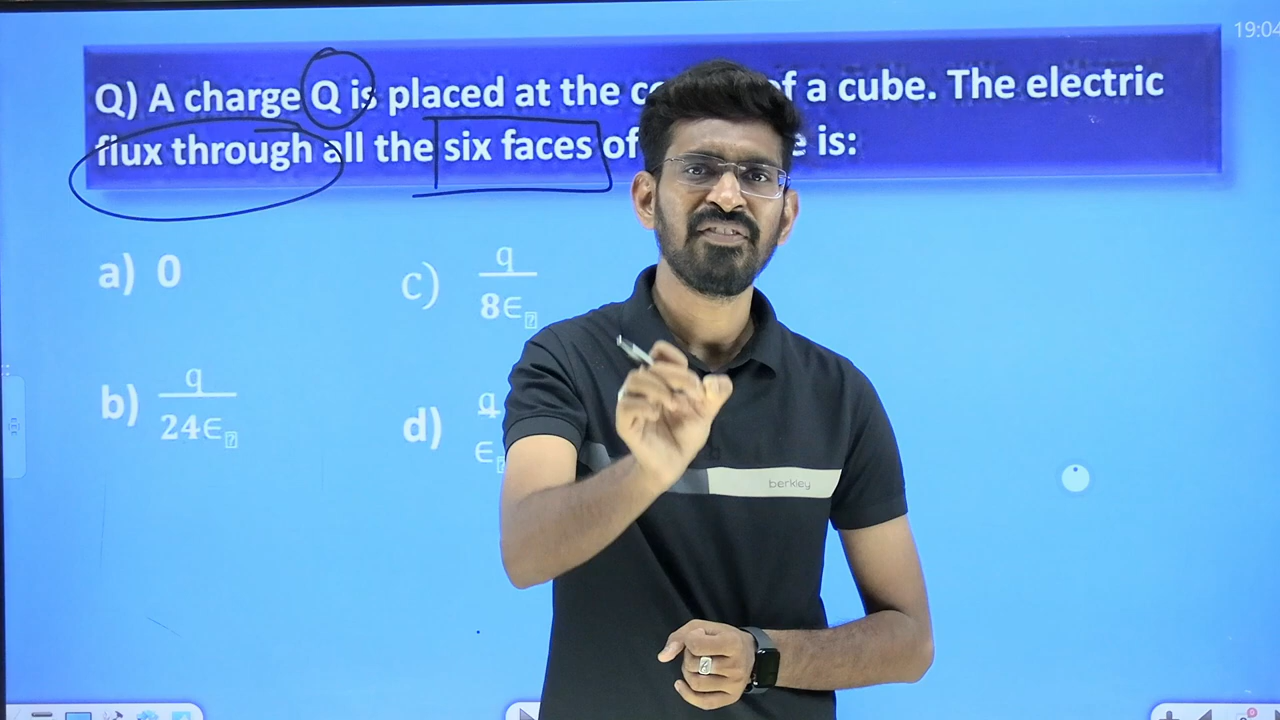 19:04
Q) A charge Q is placed at the of a cube. The electric
flux through all the six faces of is:
a) 0
c) q
8∈
b) q
24∈
d) q
∈
berkley